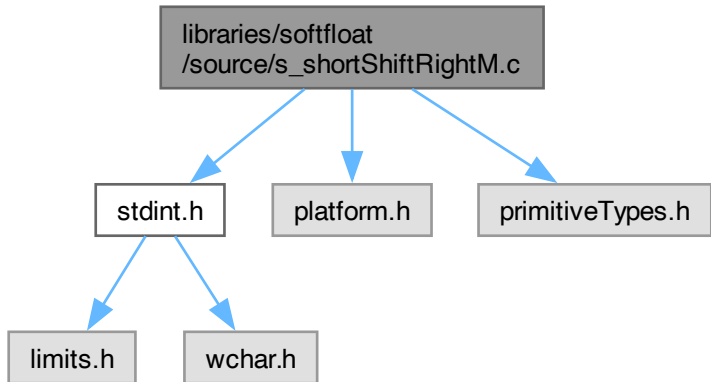 libraries/softfloat
/source/s_shortShiftRightM.c
stdint.h
platform.h
primitiveTypes.h
limits.h
wchar.h